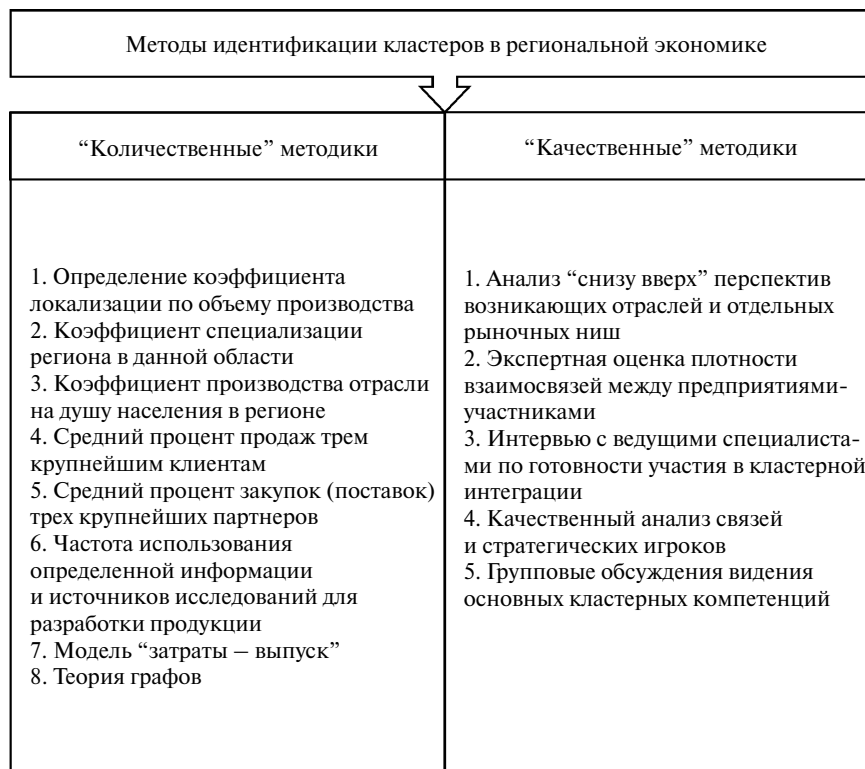 Методы идентификации кластеров в региональной экономике
“Количественные” методики
“Качественные” методики
1. Определение коэффициента
локализации по объему производства
2. Коэффициент специализации
региона в данной области
3. Коэффициент производства отрасли
на душу населения в регионе
4. Средний процент продаж трем
крупнейшим клиентам
5. Средний процент закупок (поставок)
трех крупнейших партнеров
6. Частота использования
определенной информации
и источников исследований для
разработки продукции
7. Модель “затраты – выпуск”
8. Теория графов
1. Анализ “снизу вверх” перспектив
возникающих отраслей и отдельных
рыночных ниш
2. Экспертная оценка плотности
взаимосвязей между предприятиями-
участниками
3. Интервью с ведущими специалиста-
ми по готовности участия в кластерной
интеграции
4. Качественный анализ связей
и стратегических игроков
5. Групповые обсуждения видения
основных кластерных компетенций